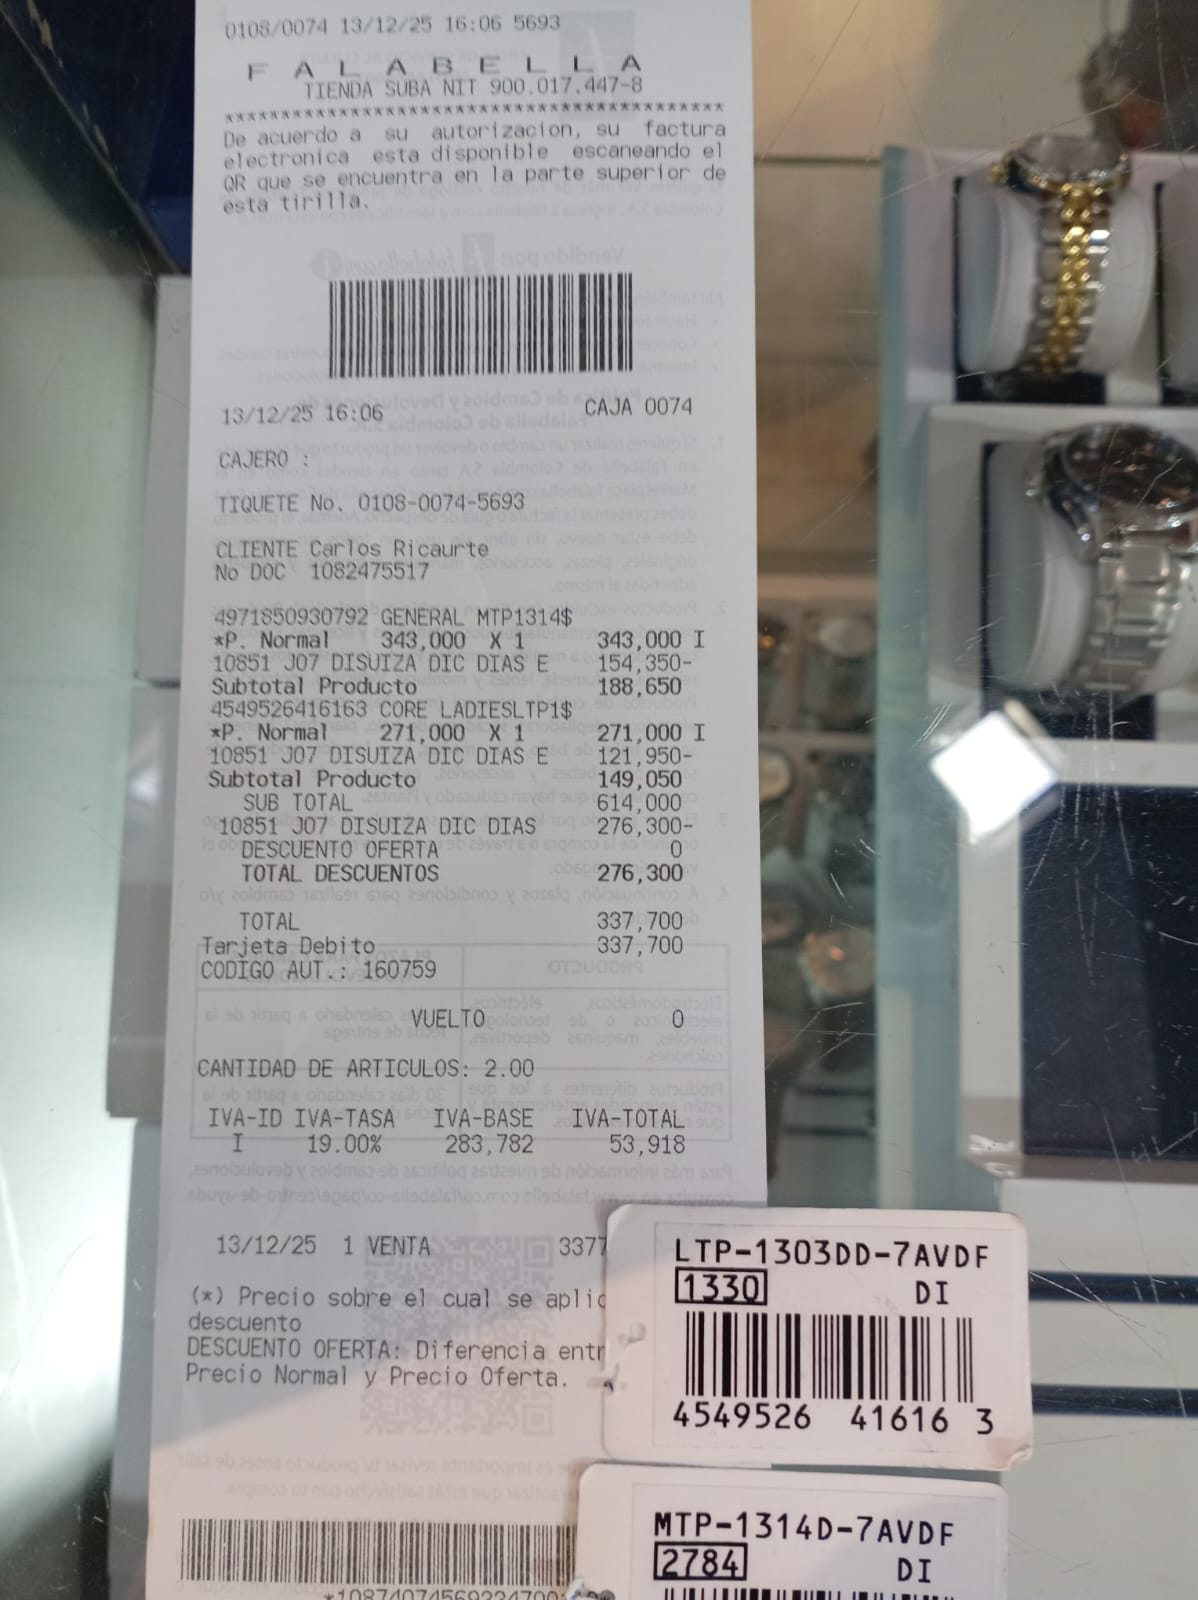 0108/0074 13/12/25 16:06 5693
F A L A B E L L A
TIENDA SUBA NIT 900.017.447-8
****************************************
De acuerdo a su autorizacion, su factura
electronica esta disponible escaneando el
QR que se encuentra en la parte superior de
esta tirilla.
13/12/25 16:06 CAJA 0074
CAJERO :
TIQUETE No. 0108-0074-5693
CLIENTE Carlos Ricaurte
No DOC 1082475517
4971850930792 GENERAL MTP1314$
*P. Normal 343,000 X 1 343,000 I
10851 J07 DISUIZA DIC DIAS E 154,350-
Subtotal Producto 188,650
4549526416163 CORE LADIESLTP1$
*P. Normal 271,000 X 1 271,000 I
10851 J07 DISUIZA DIC DIAS E 121,950-
Subtotal Producto 149,050
SUB TOTAL 614,000
10851 J07 DISUIZA DIC DIAS 276,300-
DESCUENTO OFERTA 0
TOTAL DESCUENTOS 276,300
TOTAL 337,700
Tarjeta Debito 337,700
CODIGO AUT.: 160759
VUELTO 0
CANTIDAD DE ARTICULOS: 2.00
IVA-ID IVA-TASA IVA-BASE IVA-TOTAL
I 19.00% 283,782 53,918
13/12/25 1 VENTA 3377
(*) Precio sobre el cual se aplic
descuento
DESCUENTO OFERTA: Diferencia entr
Precio Normal y Precio Oferta.
LTP-1303DD-7AVDF
1330 DI
4549526 41616 3
MTP-1314D-7AVDF
2784 DI